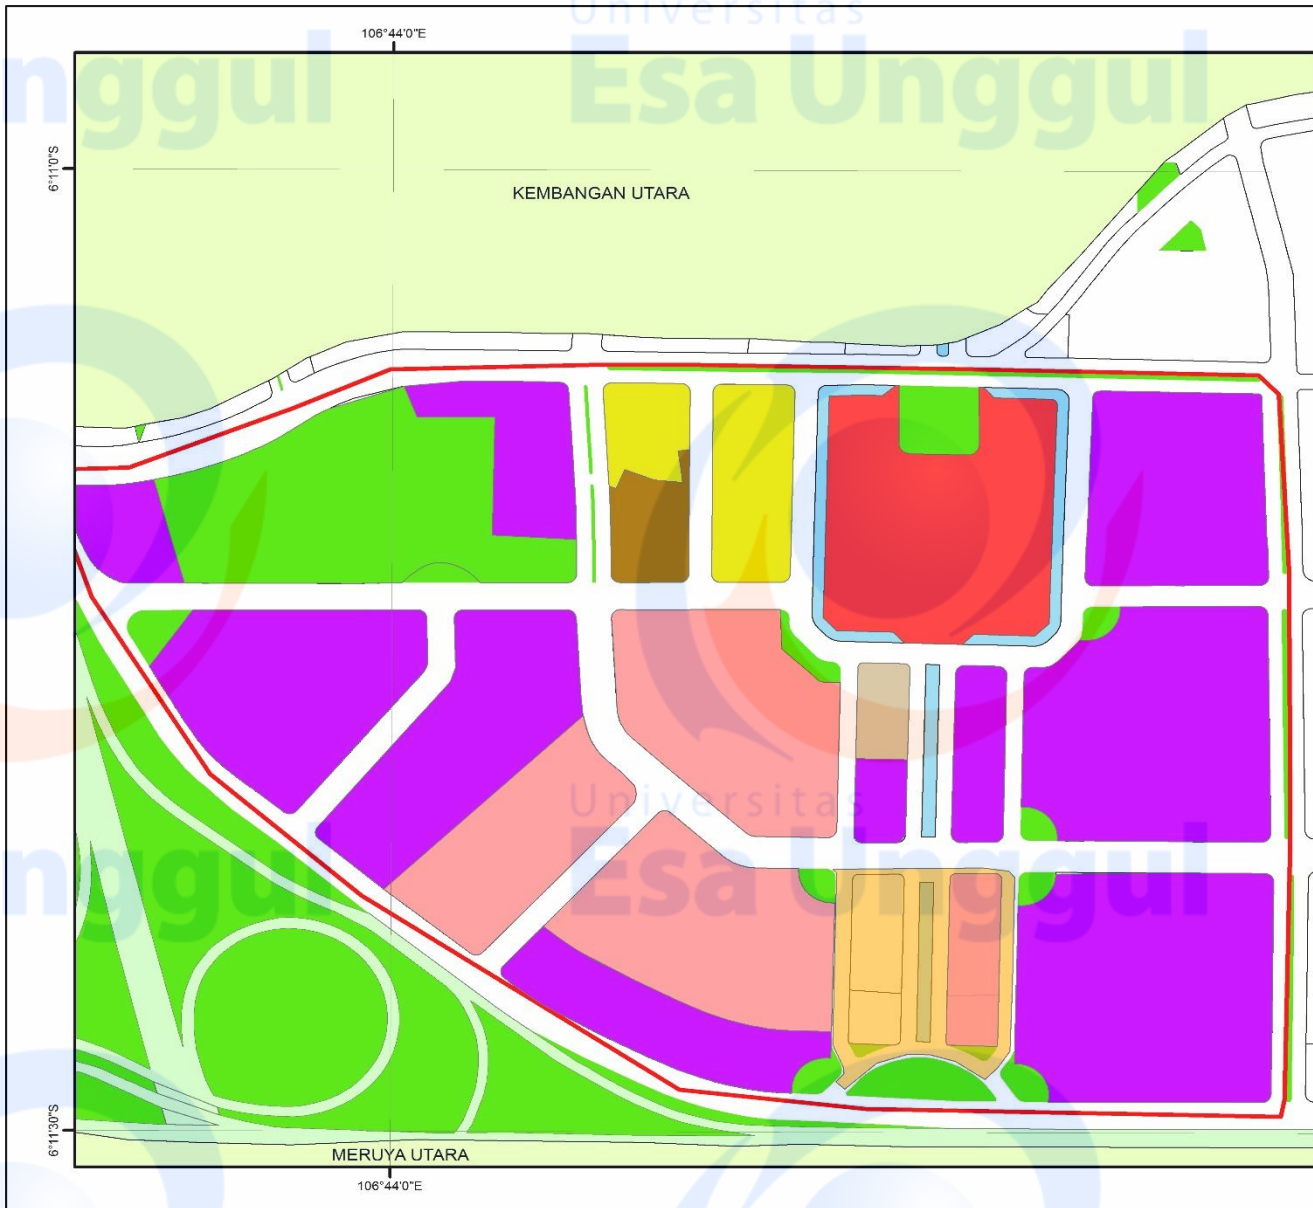 Universitas
Esa Unggul
nggul
106°44'0"E
6°11'0"S
KEMBANGAN UTARA
Universitas
Esa Unggul
nggul
6°11'30"S
MERUYA UTARA
106°44'0"E